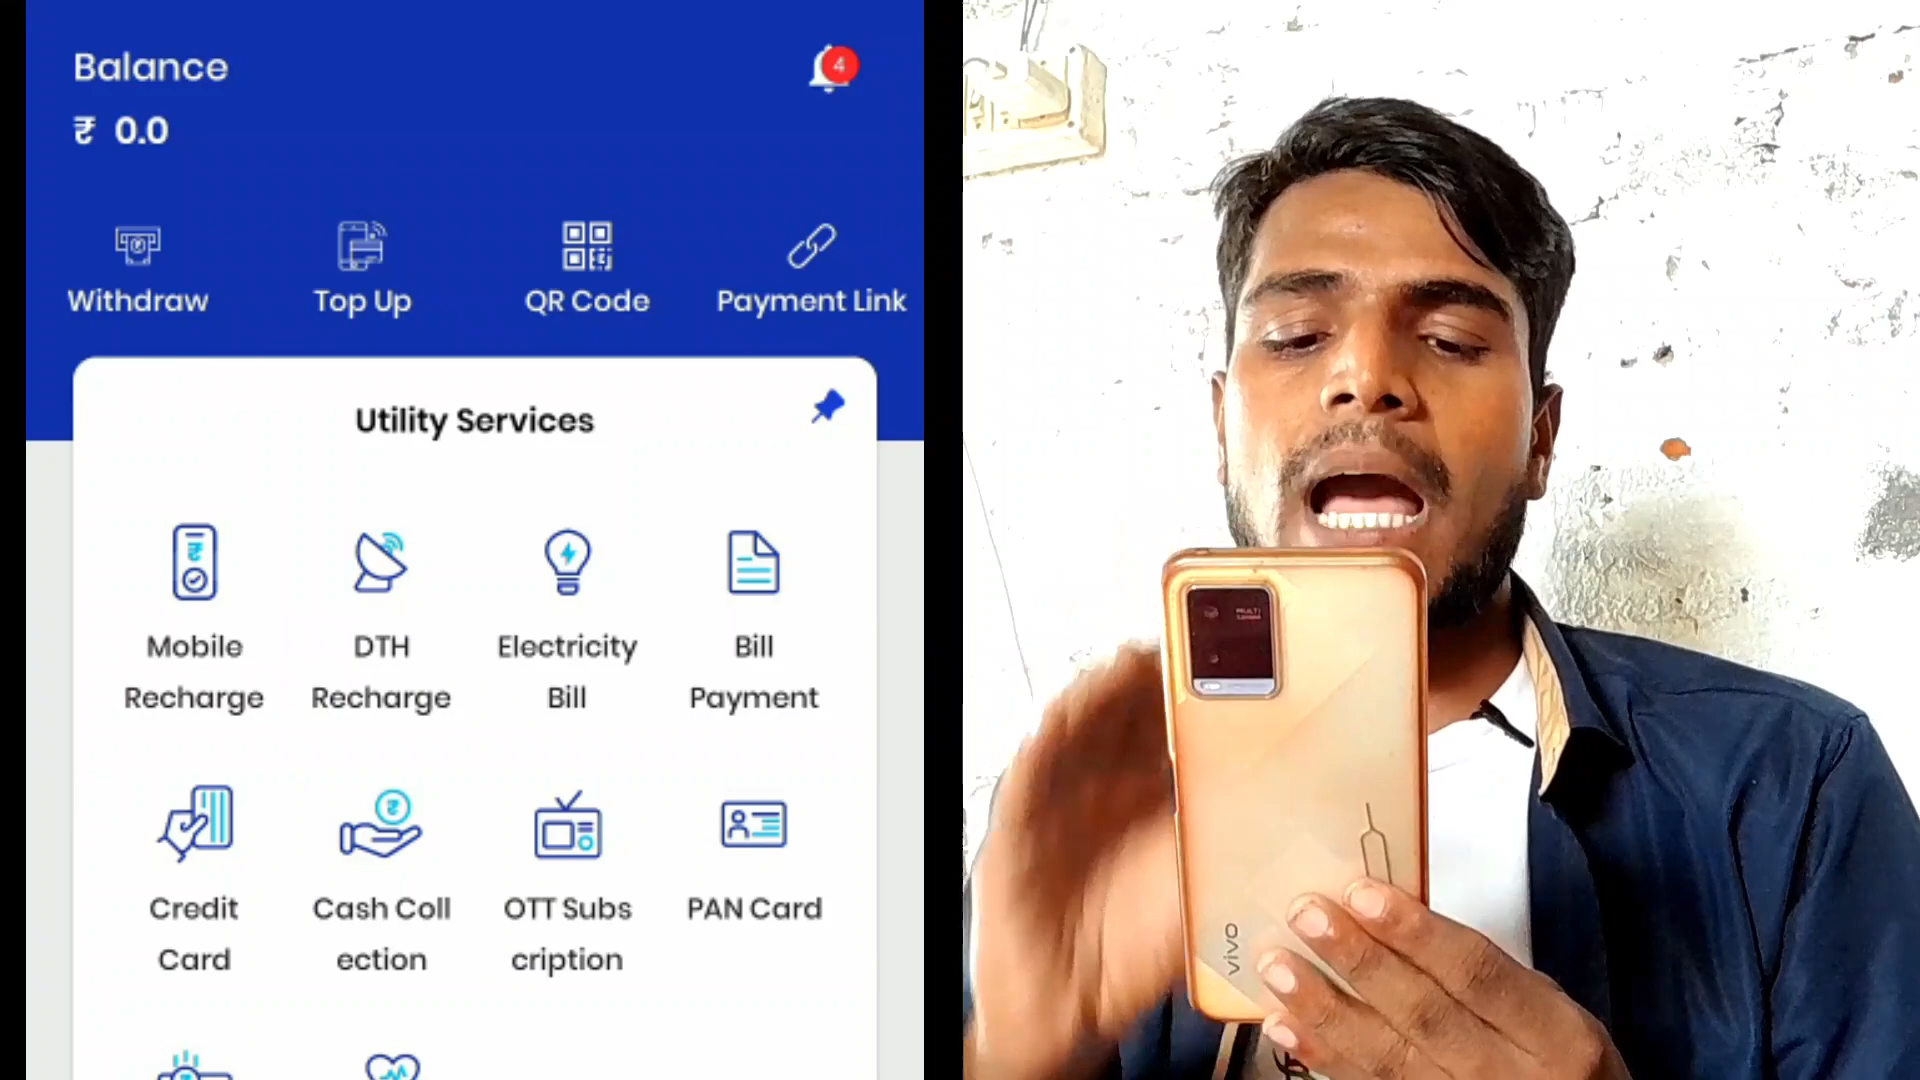 Balance
4
₹ 0.0
Withdraw
Top Up
QR Code
Payment Link
Utility Services
Mobile
Recharge
DTH
Recharge
Electricity
Bill
Bill
Payment
Credit
Card
Cash Coll
ection
OTT Subs
cription
PAN Card
vivo